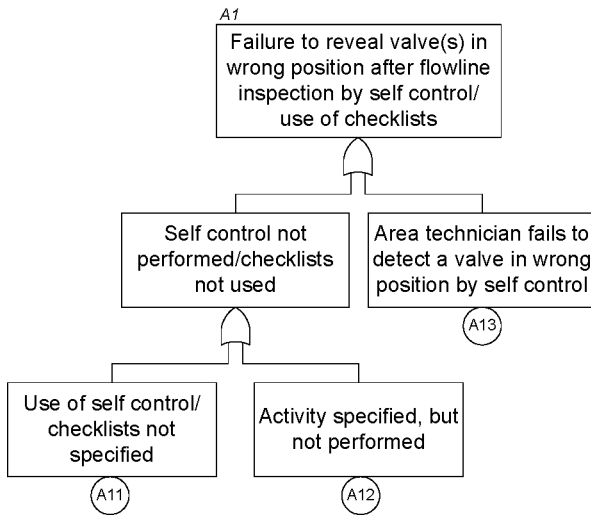 A1
Failure to reveal valve(s) in
wrong position after flowline
inspection by self control/
use of checklists
Self control not
performed/checklists
not used
Area technician fails to
detect a valve in wrong
position by self control
A13
Use of self control/
checklists not
specified
Activity specified, but
not performed
A11
A12